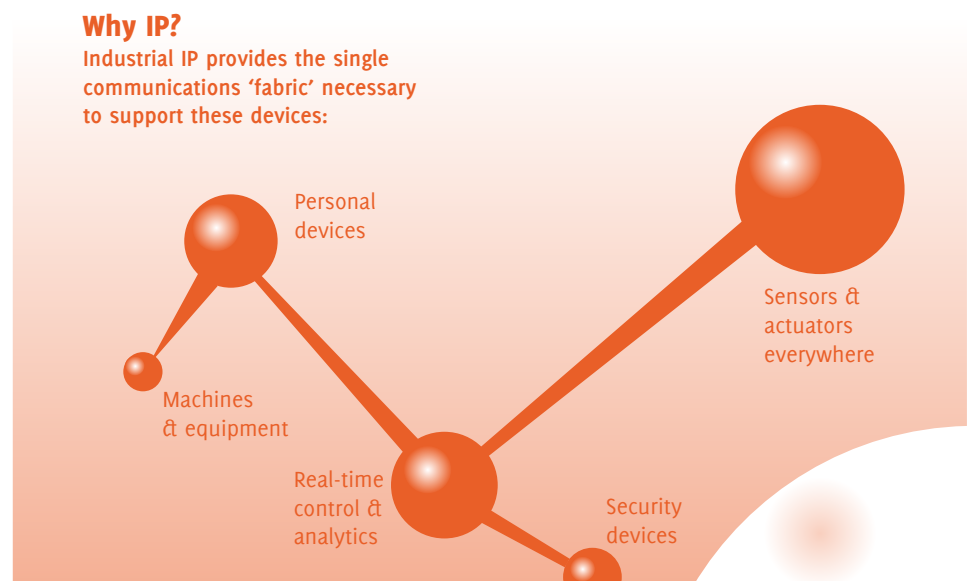 Why IP?
Industrial IP provides the single
communications ‘fabric’ necessary
to support these devices:
Personal
devices
Sensors &
actuators
everywhere
Machines
& equipment
Real-time
control &
analytics
Security
devices